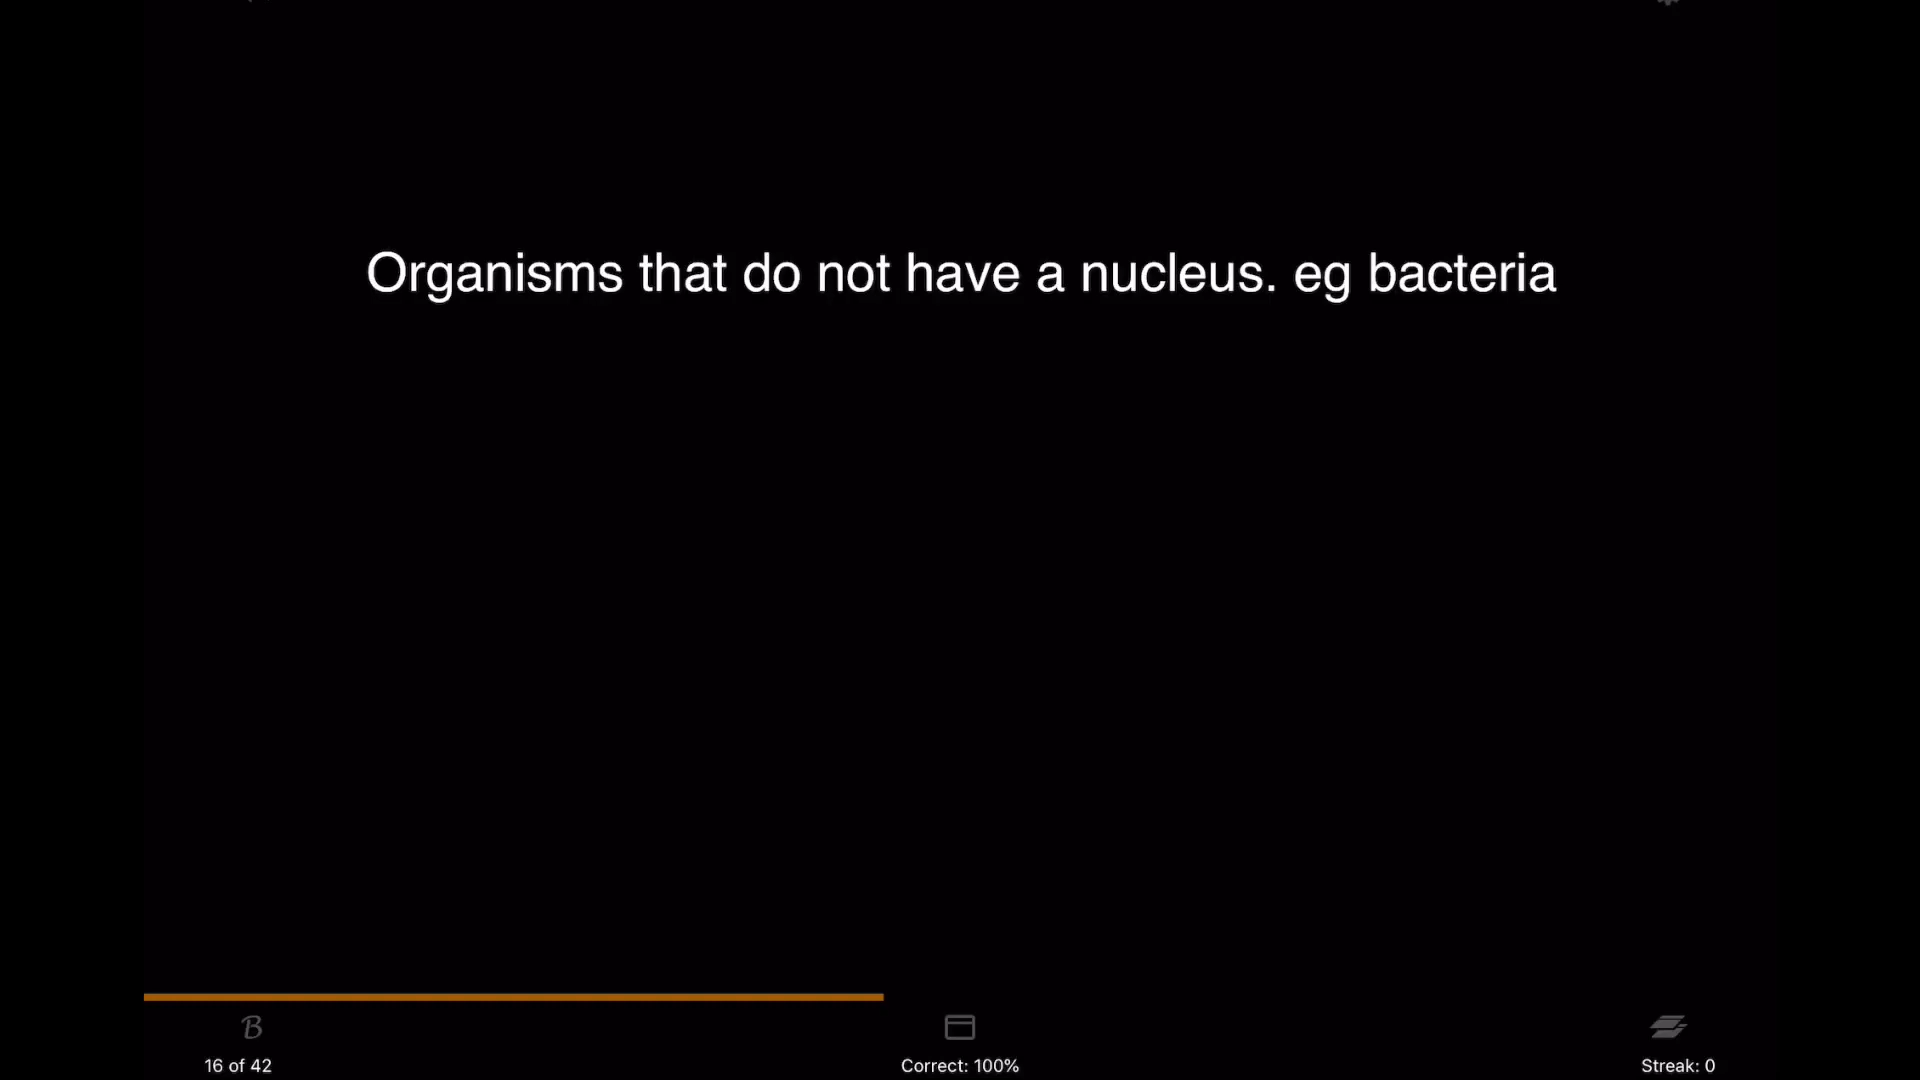 Organisms that do not have a nucleus. eg bacteria
B
16 of 42
Correct: 100%
Streak: 0